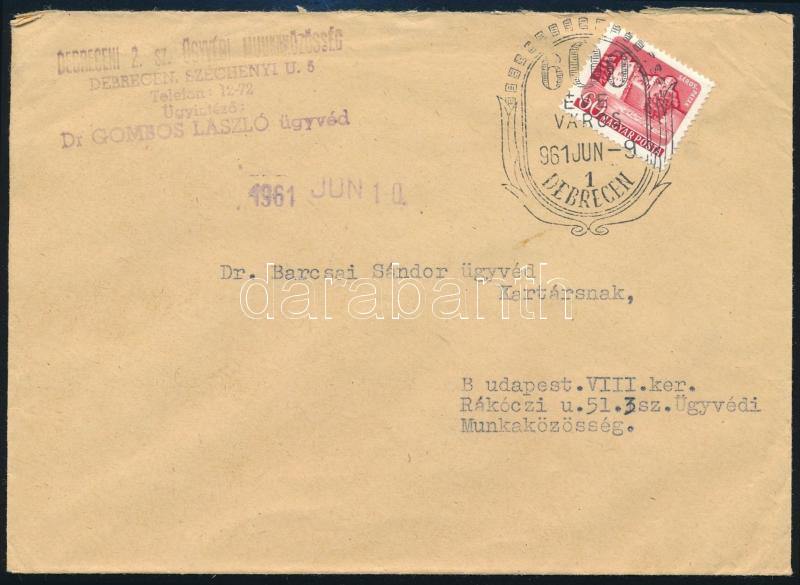 DEBRECENI 2. sz. ÜGYVÉDI MUNKAKÖZÖSSÉG
DEBRECEN, SZÉCHENYI U. 5
Telefon: 12-72
Ügyintéző:
Dr GOMBOS LÁSZLÓ ügyvéd
1961 JUN 10.
600
ÉVES
VÁROS
961 JUN -9
1
DEBRECEN
60 MAGYAR POSTA
Dr. Barcsai Sándor ügyvéd
Kartársnak,
darabanth
B udapest.VIII.ker.
Rákóczi u.51.3sz.Ügyvédi
Munkaközösség.